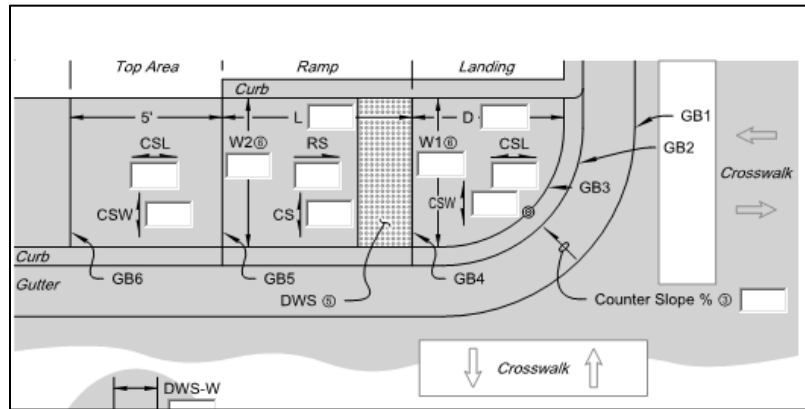 Top Area Ramp Landing
Curb
5' L D GB1
CSL W2⑥ RS W1⑥ CSL GB2
Crosswalk
CSW CS CSW GB3
⑧
Curb GB6 GB5 GB4
Gutter DWS ⑤ Counter Slope % ③
Crosswalk
DWS-W